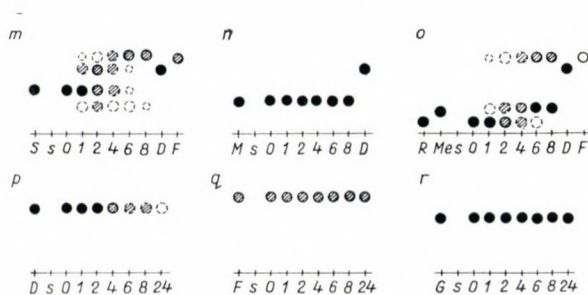 m
S s 0 1 2 4 6 8 D F
n
M s 0 1 2 4 6 8 D
o
R Me s 0 1 2 4 6 8 D F
p
D s 0 1 2 4 6 8 24
q
F s 0 1 2 4 6 8 24
r
G s 0 1 2 4 6 8 24